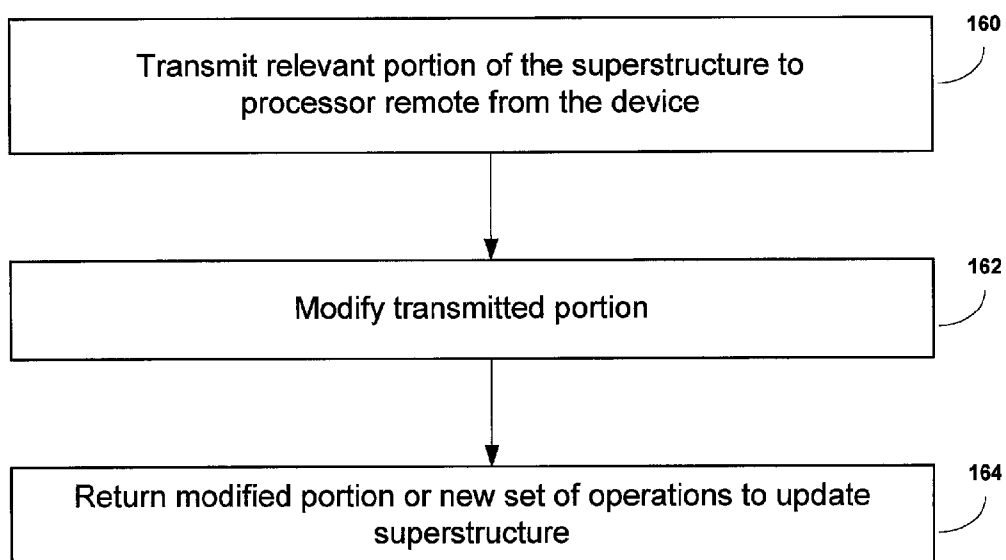 160
Transmit relevant portion of the superstructure to
processor remote from the device
162
Modify transmitted portion
164
Return modified portion or new set of operations to update
superstructure